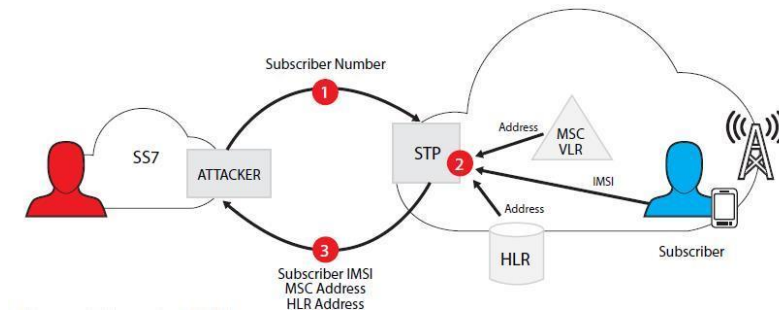 Subscriber Number
1
SS7
ATTACKER
STP
2
Address
MSC
VLR
IMSI
Address
HLR
Subscriber
3
Subscriber IMSI
MSC Address
HLR Address